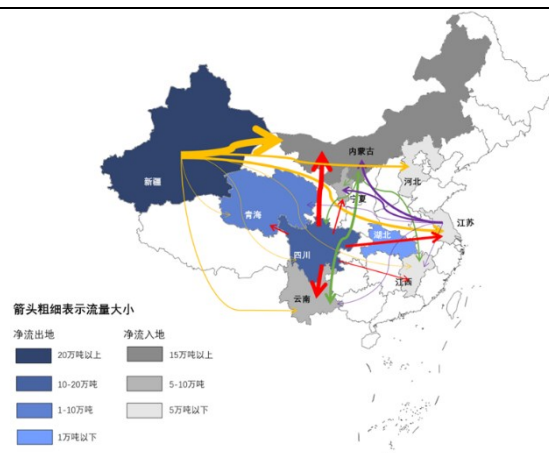 内蒙古
河北
新疆
宁夏
青海
江苏
湖北
四川
江西
云南
箭头粗细表示流量大小
净流出地 净流入地
20万吨以上 15万吨以上
10-20万吨 5-10万吨
1-10万吨 5万吨以下
1万吨以下